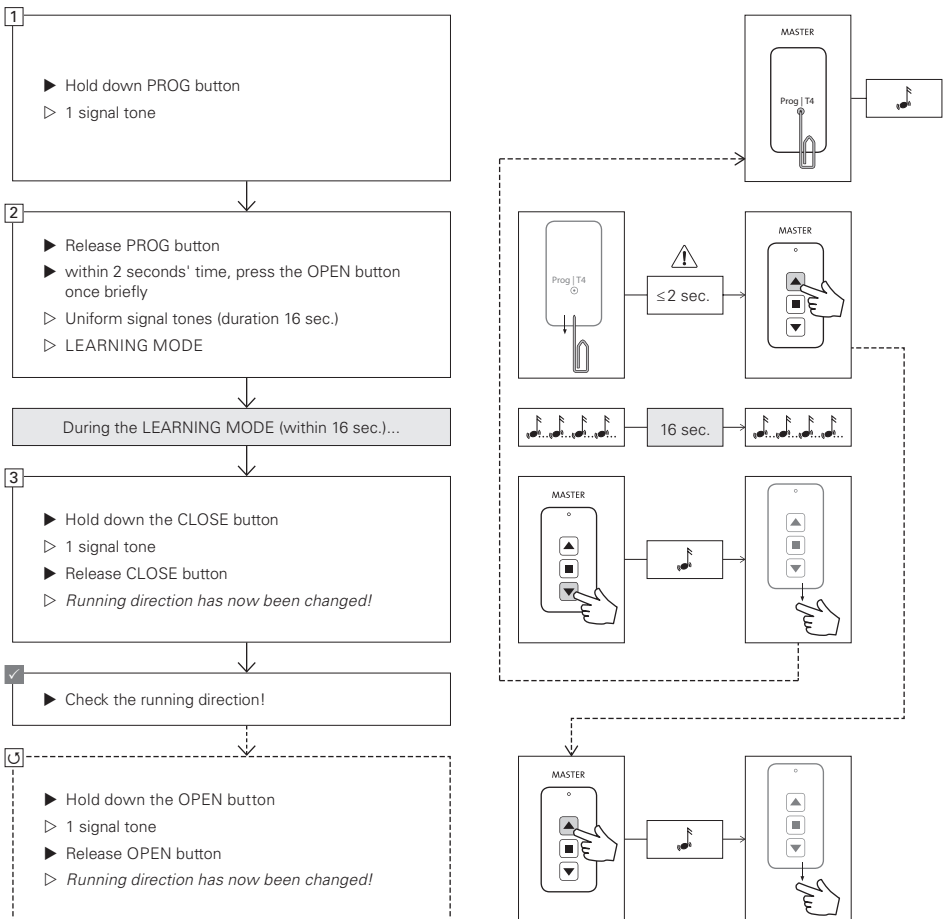 1
▶ Hold down PROG button
▷ 1 signal tone
MASTER
Prog | T4
2
▶ Release PROG button
▶ within 2 seconds' time, press the OPEN button
once briefly
▷ Uniform signal tones (duration 16 sec.)
▷ LEARNING MODE
Prog | T4
≤2 sec.
MASTER
During the LEARNING MODE (within 16 sec.)...
16 sec.
3
▶ Hold down the CLOSE button
▷ 1 signal tone
▶ Release CLOSE button
▷ Running direction has now been changed!
MASTER
▶ Check the running direction!
▶ Hold down the OPEN button
▷ 1 signal tone
▶ Release OPEN button
▷ Running direction has now been changed!
MASTER